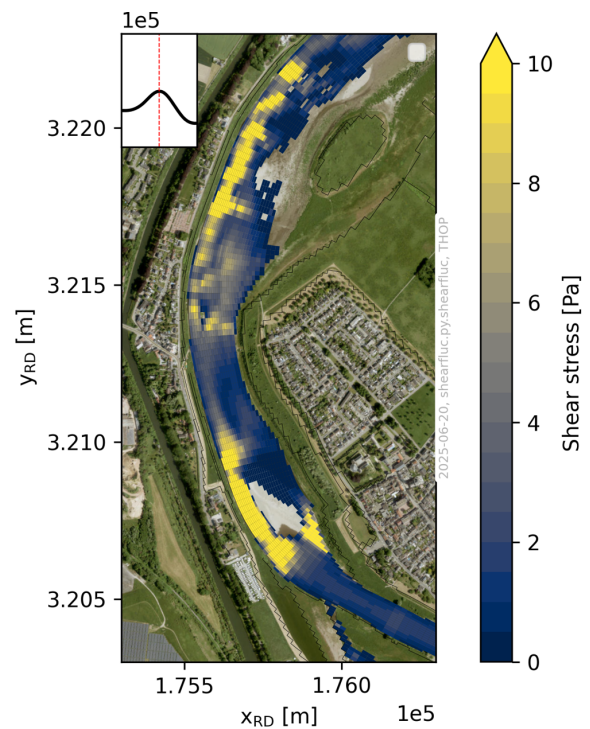 1e5
3.220
3.215
3.210
3.205
y_RD [m]
1.755
1.760
x_RD [m]
1e5
2025-06-20, shearfluc.py.shearfluc, THOP
10
8
6
4
2
0
Shear stress [Pa]